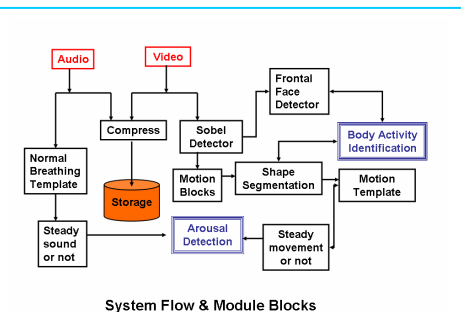 Audio
Video
Frontal
Face
Detector
Compress
Sobel
Detector
Body Activity
Identification
Normal
Breathing
Template
Motion
Blocks
Shape
Segmentation
Motion
Template
Storage
Steady
sound
or not
Arousal
Detection
Steady
movement
or not
System Flow & Module Blocks